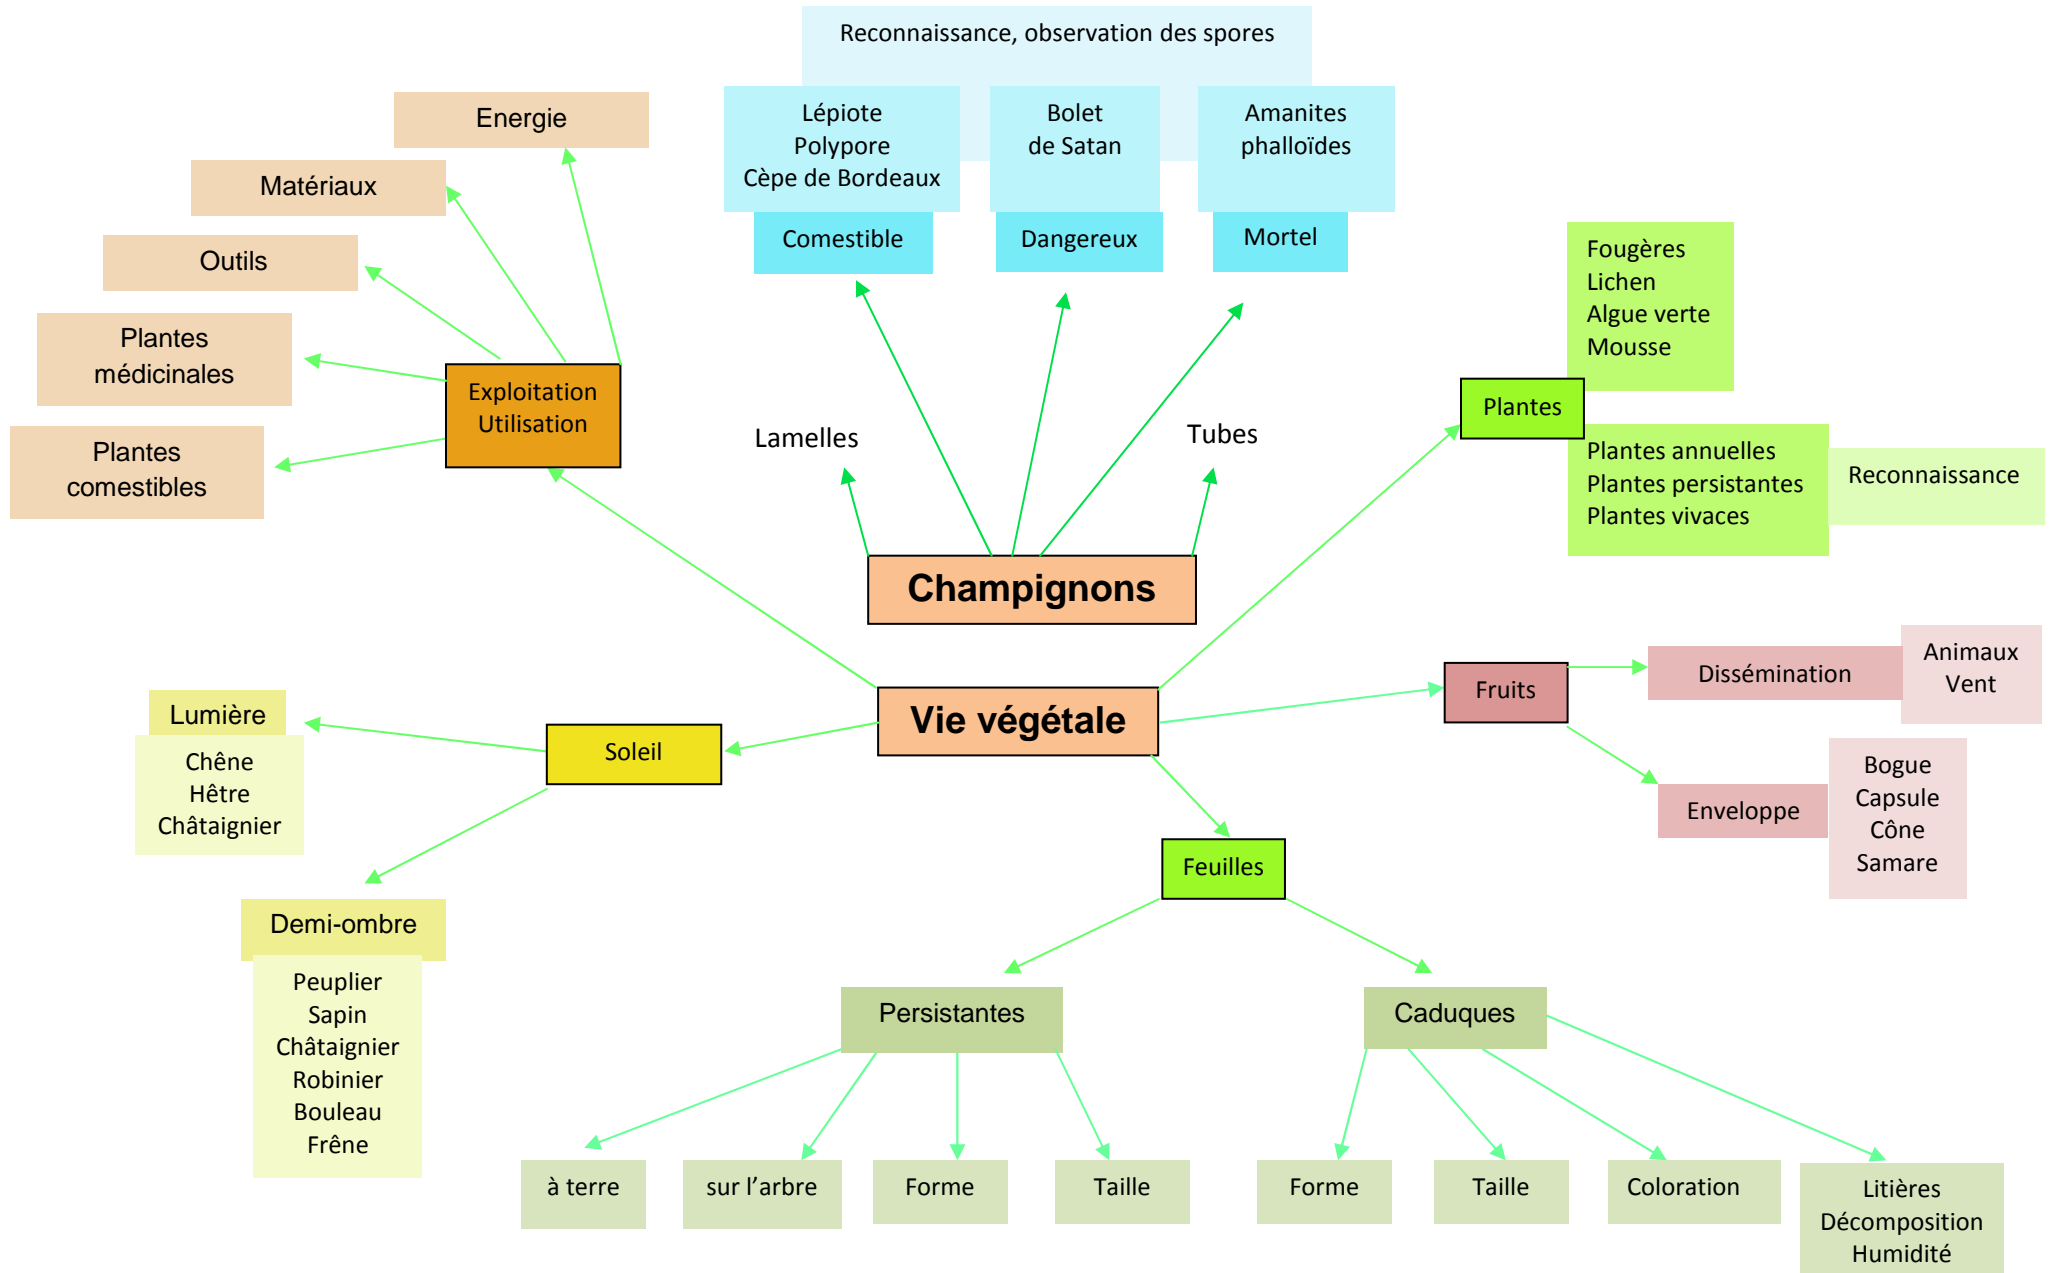 Reconnaissance, observation des spores
Lépiote
Polypore
Cèpe de Bordeaux
Bolet
de Satan
Amanites
phalloïdes
Comestible
Dangereux
Mortel
Lamelles
Tubes
Champignons
Energie
Matériaux
Outils
Plantes
médicinales
Plantes
comestibles
Exploitation
Utilisation
Fougères
Lichen
Algue verte
Mousse
Plantes
Plantes annuelles
Plantes persistantes
Plantes vivaces
Reconnaissance
Vie végétale
Fruits
Dissémination
Animaux
Vent
Enveloppe
Bogue
Capsule
Cône
Samare
Soleil
Lumière
Chêne
Hêtre
Châtaignier
Demi-ombre
Peuplier
Sapin
Châtaignier
Robinier
Bouleau
Frêne
Feuilles
Persistantes
à terre
sur l’arbre
Forme
Taille
Caduques
Forme
Taille
Coloration
Litières
Décomposition
Humidité